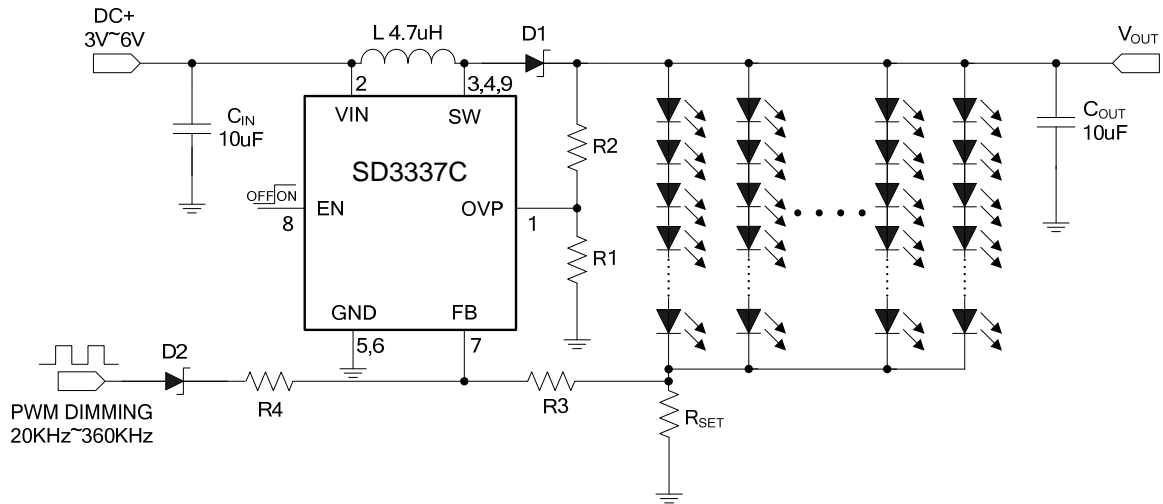 DC+
3V~6V
L 4.7uH
D1
VOUT
2
3,4,9
VIN
SW
CIN
10uF
COUT
10uF
R2
SD3337C
OFF ON
EN
OVP
8
1
R1
GND
FB
5,6
7
D2
R4
R3
RSET
PWM DIMMING
20KHz~360KHz